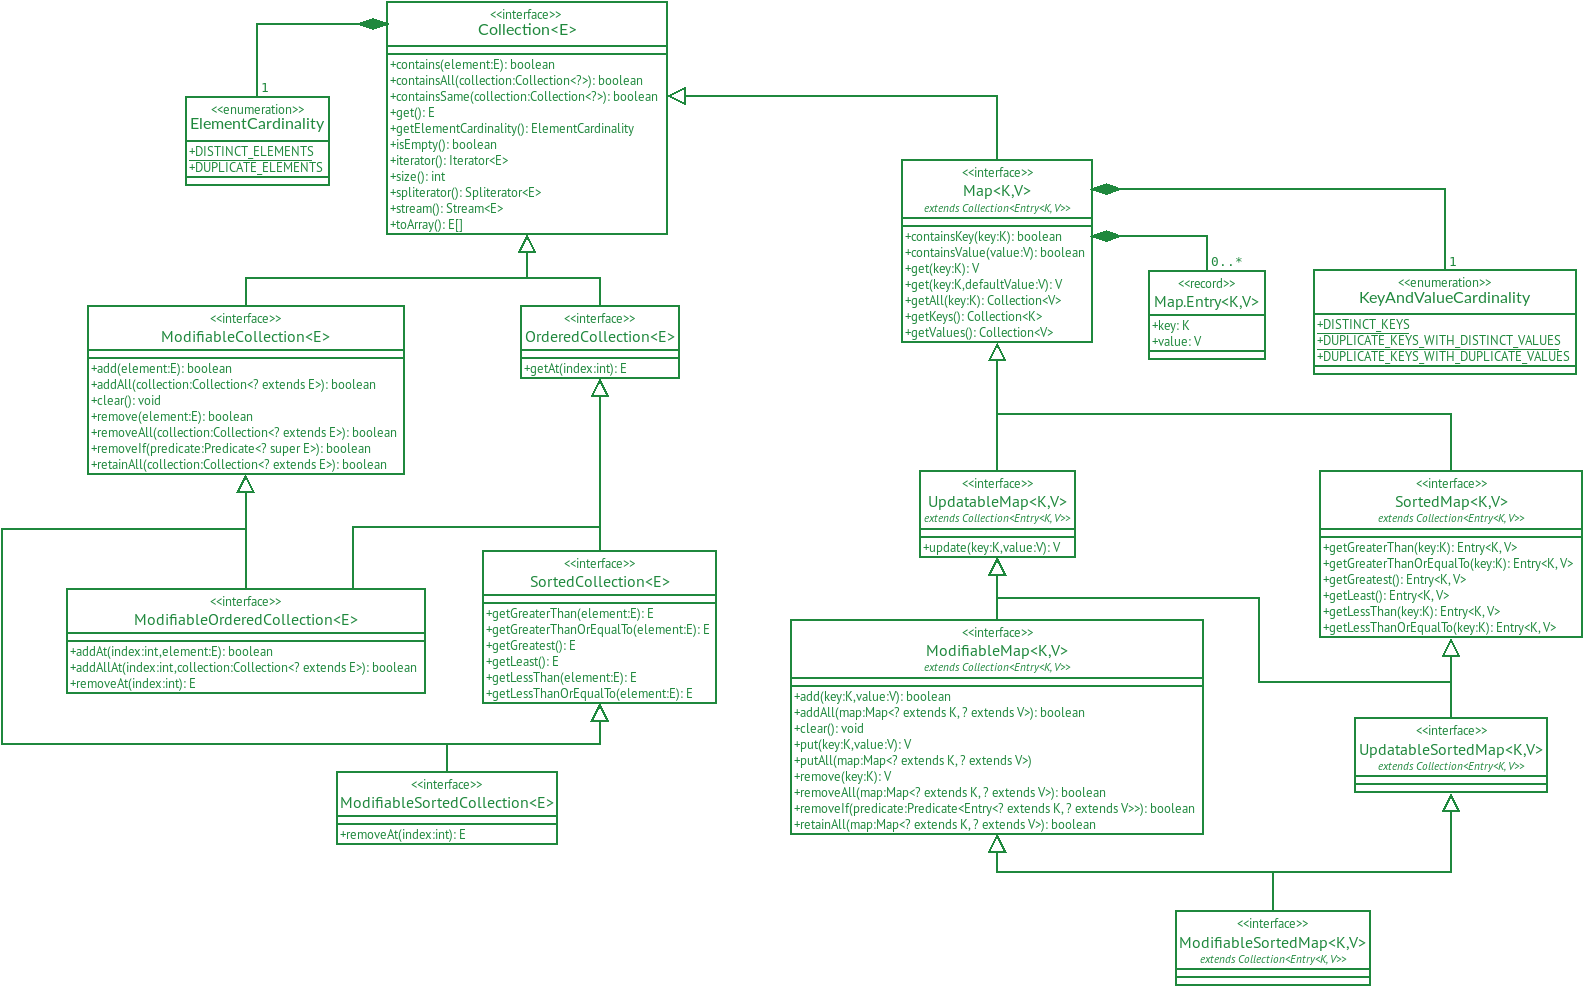 <<interface>>
Collection<E>
+contains(element:E): boolean
+containsAll(collection:Collection<?>): boolean
+containsSame(collection:Collection<?>): boolean
+get(): E
+getElementCardinality(): ElementCardinality
+isEmpty(): boolean
+iterator(): Iterator<E>
+size(): int
+spliterator(): Spliterator<E>
+stream(): Stream<E>
+toArray(): E[]
1
<<enumeration>>
ElementCardinality
+DISTINCT_ELEMENTS
+DUPLICATE_ELEMENTS
<<interface>>
Map<K,V>
extends Collection<Entry<K, V>>
+containsKey(key:K): boolean
+containsValue(value:V): boolean
+get(key:K): V
+get(key:K,defaultValue:V): V
+getAll(key:K): Collection<V>
+getKeys(): Collection<K>
+getValues(): Collection<V>
0..*
<<record>>
Map.Entry<K,V>
+key: K
+value: V
1
<<enumeration>>
KeyAndValueCardinality
+DISTINCT_KEYS
+DUPLICATE_KEYS_WITH_DISTINCT_VALUES
+DUPLICATE_KEYS_WITH_DUPLICATE_VALUES
<<interface>>
ModifiableCollection<E>
+add(element:E): boolean
+addAll(collection:Collection<? extends E>): boolean
+clear(): void
+remove(element:E): boolean
+removeAll(collection:Collection<? extends E>): boolean
+removeIf(predicate:Predicate<? super E>): boolean
+retainAll(collection:Collection<? extends E>): boolean
<<interface>>
OrderedCollection<E>
+getAt(index:int): E
<<interface>>
UpdatableMap<K,V>
extends Collection<Entry<K, V>>
+update(key:K,value:V): V
<<interface>>
SortedMap<K,V>
extends Collection<Entry<K, V>>
+getGreaterThan(key:K): Entry<K, V>
+getGreaterThanOrEqualTo(key:K): Entry<K, V>
+getGreatest(): Entry<K, V>
+getLeast(): Entry<K, V>
+getLessThan(key:K): Entry<K, V>
+getLessThanOrEqualTo(key:K): Entry<K, V>
<<interface>>
ModifiableOrderedCollection<E>
+addAt(index:int,element:E): boolean
+addAllAt(index:int,collection:Collection<? extends E>): boolean
+removeAt(index:int): E
<<interface>>
SortedCollection<E>
+getGreaterThan(element:E): E
+getGreaterThanOrEqualTo(element:E): E
+getGreatest(): E
+getLeast(): E
+getLessThan(element:E): E
+getLessThanOrEqualTo(element:E): E
<<interface>>
ModifiableMap<K,V>
extends Collection<Entry<K, V>>
+add(key:K,value:V): boolean
+addAll(map:Map<? extends K, ? extends V>): boolean
+clear(): void
+put(key:K,value:V): V
+putAll(map:Map<? extends K, ? extends V>)
+remove(key:K): V
+removeAll(map:Map<? extends K, ? extends V>): boolean
+removeIf(predicate:Predicate<Entry<? extends K, ? extends V>>): boolean
+retainAll(map:Map<? extends K, ? extends V>): boolean
<<interface>>
UpdatableSortedMap<K,V>
extends Collection<Entry<K, V>>
<<interface>>
ModifiableSortedCollection<E>
+removeAt(index:int): E
<<interface>>
ModifiableSortedMap<K,V>
extends Collection<Entry<K, V>>